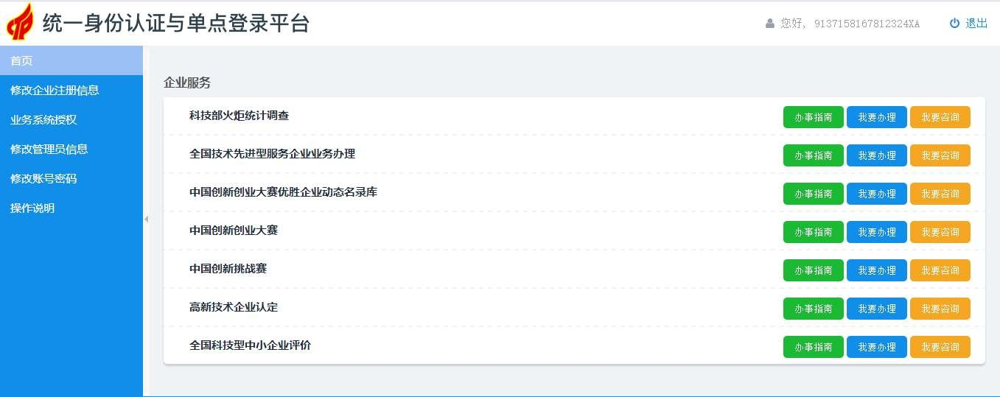 统一身份认证与单点登录平台
您好, 9137158167812324XA 退出
首页
修改企业注册信息
业务系统授权
修改管理员信息
修改账号密码
操作说明
企业服务
科技部火炬统计调查 办事指南 我要办理 我要咨询
全国技术先进型服务企业业务办理 办事指南 我要办理 我要咨询
中国创新创业大赛优胜企业动态名录库 办事指南 我要办理 我要咨询
中国创新创业大赛 办事指南 我要办理 我要咨询
中国创新挑战赛 办事指南 我要办理 我要咨询
高新技术企业认定 办事指南 我要办理 我要咨询
全国科技型中小企业评价 办事指南 我要办理 我要咨询